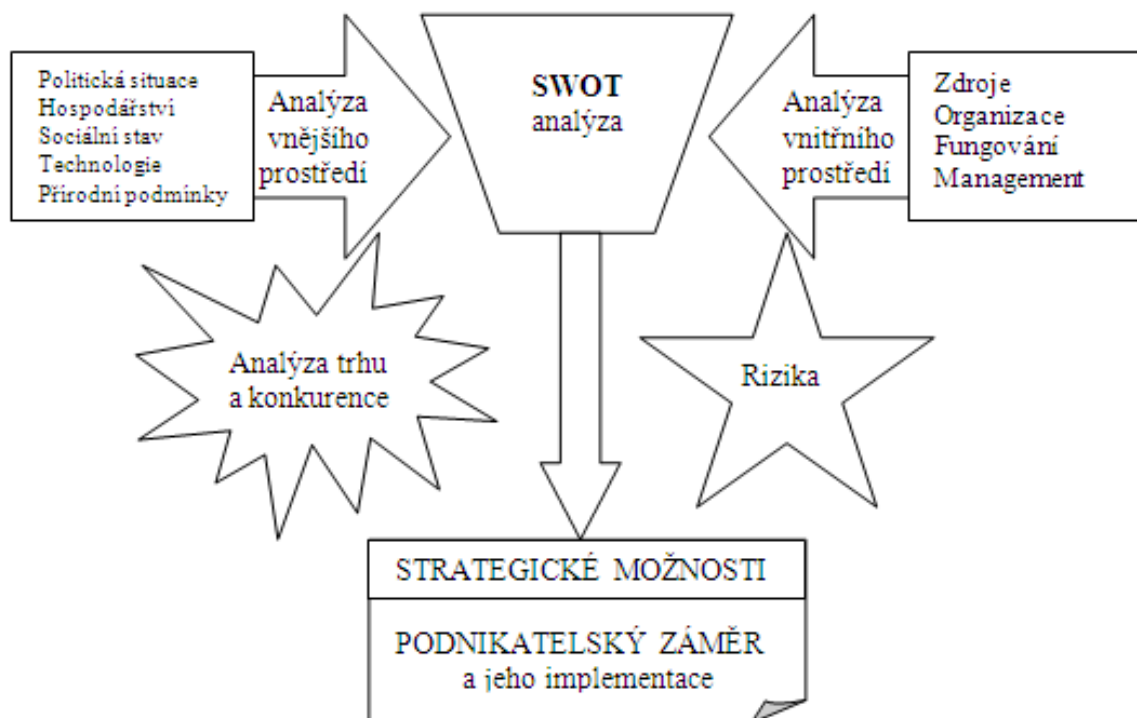 Politická situace
Hospodářství
Sociální stav
Technologie
Přírodní podmínky
Analýza
vnějšího
prostředí
SWOT
analýza
Analýza
vnitřního
prostředí
Zdroje
Organizace
Fungování
Management
Analýza trhu
a konkurence
Rizika
STRATEGICKÉ MOŽNOSTI
PODNIKATELSKÝ ZÁMĚR
a jeho implementace